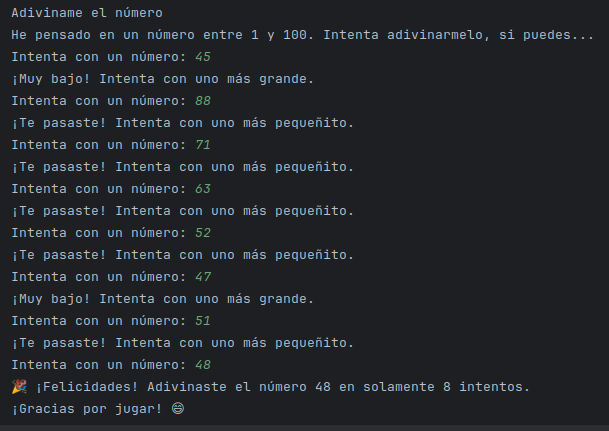 Adiviname el número
He pensado en un número entre 1 y 100. Intenta adivinarmelo, si puedes...
Intenta con un número: 45
¡Muy bajo! Intenta con uno más grande.
Intenta con un número: 88
¡Te pasaste! Intenta con uno más pequeñito.
Intenta con un número: 71
¡Te pasaste! Intenta con uno más pequeñito.
Intenta con un número: 63
¡Te pasaste! Intenta con uno más pequeñito.
Intenta con un número: 52
¡Te pasaste! Intenta con uno más pequeñito.
Intenta con un número: 47
¡Muy bajo! Intenta con uno más grande.
Intenta con un número: 51
¡Te pasaste! Intenta con uno más pequeñito.
Intenta con un número: 48
🎉 ¡Felicidades! Adivinaste el número 48 en solamente 8 intentos.
¡Gracias por jugar! 😄